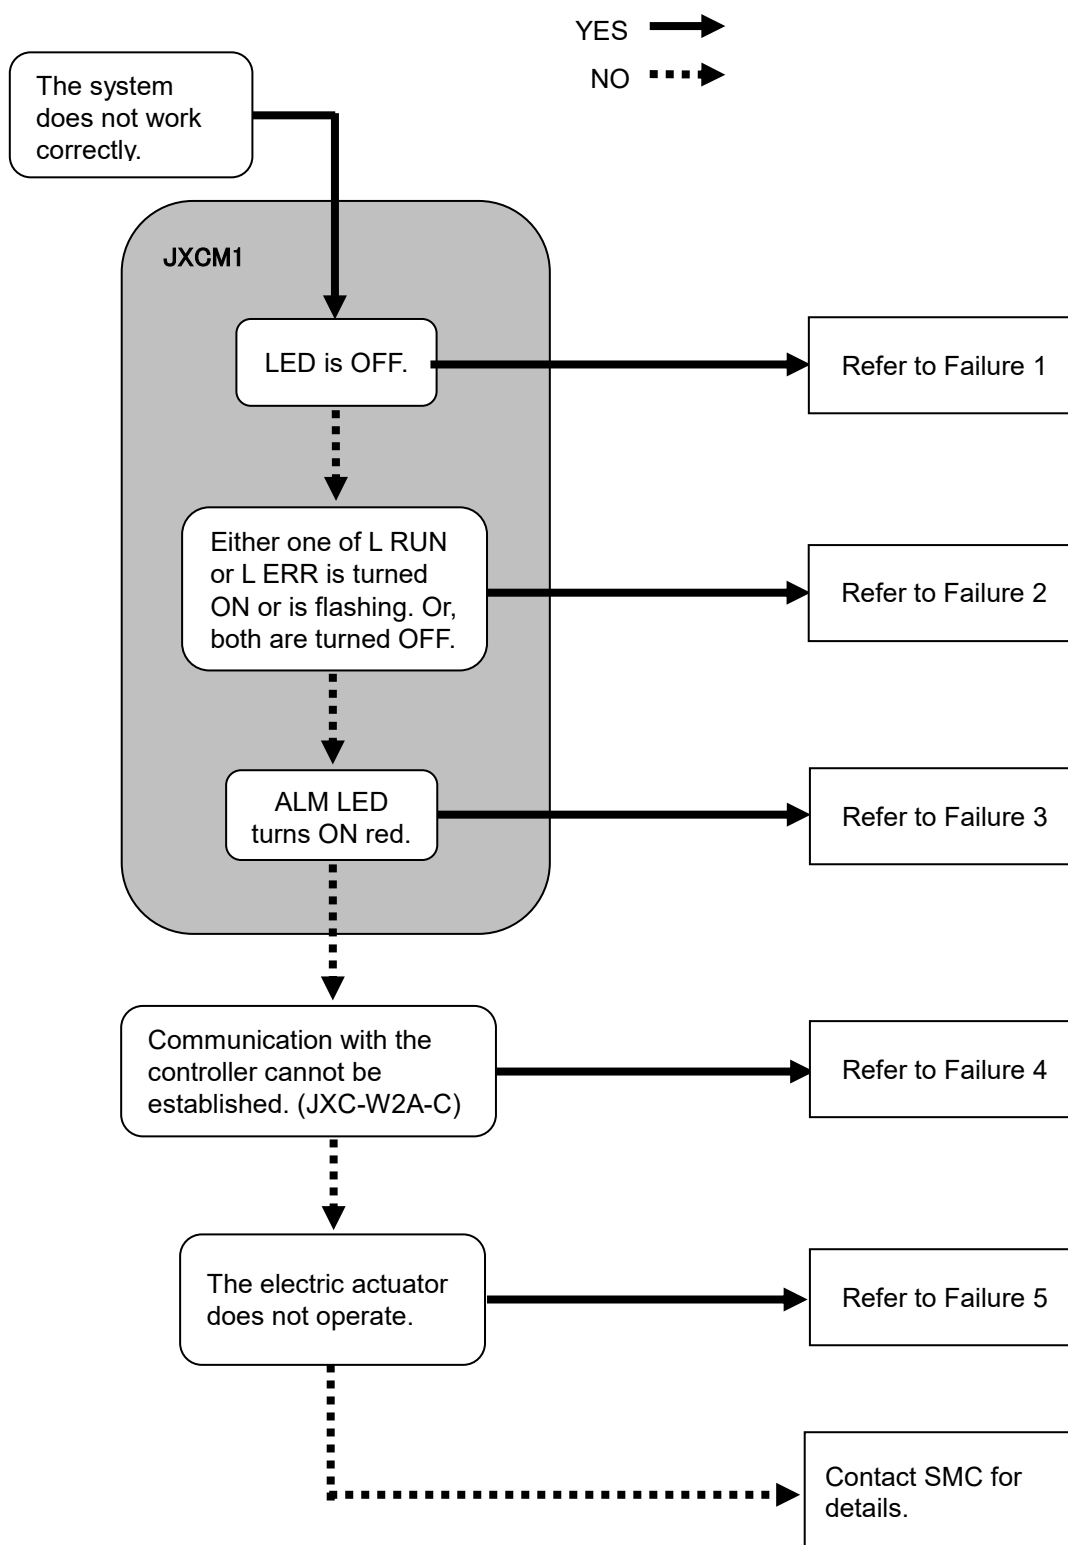 YES
NO
The system
does not work
correctly.
JXCM1
LED is OFF.
Refer to Failure 1
Either one of L RUN
or L ERR is turned
ON or is flashing. Or,
both are turned OFF.
Refer to Failure 2
ALM LED
turns ON red.
Refer to Failure 3
Communication with the
controller cannot be
established. (JXC-W2A-C)
Refer to Failure 4
The electric actuator
does not operate.
Refer to Failure 5
Contact SMC for
details.